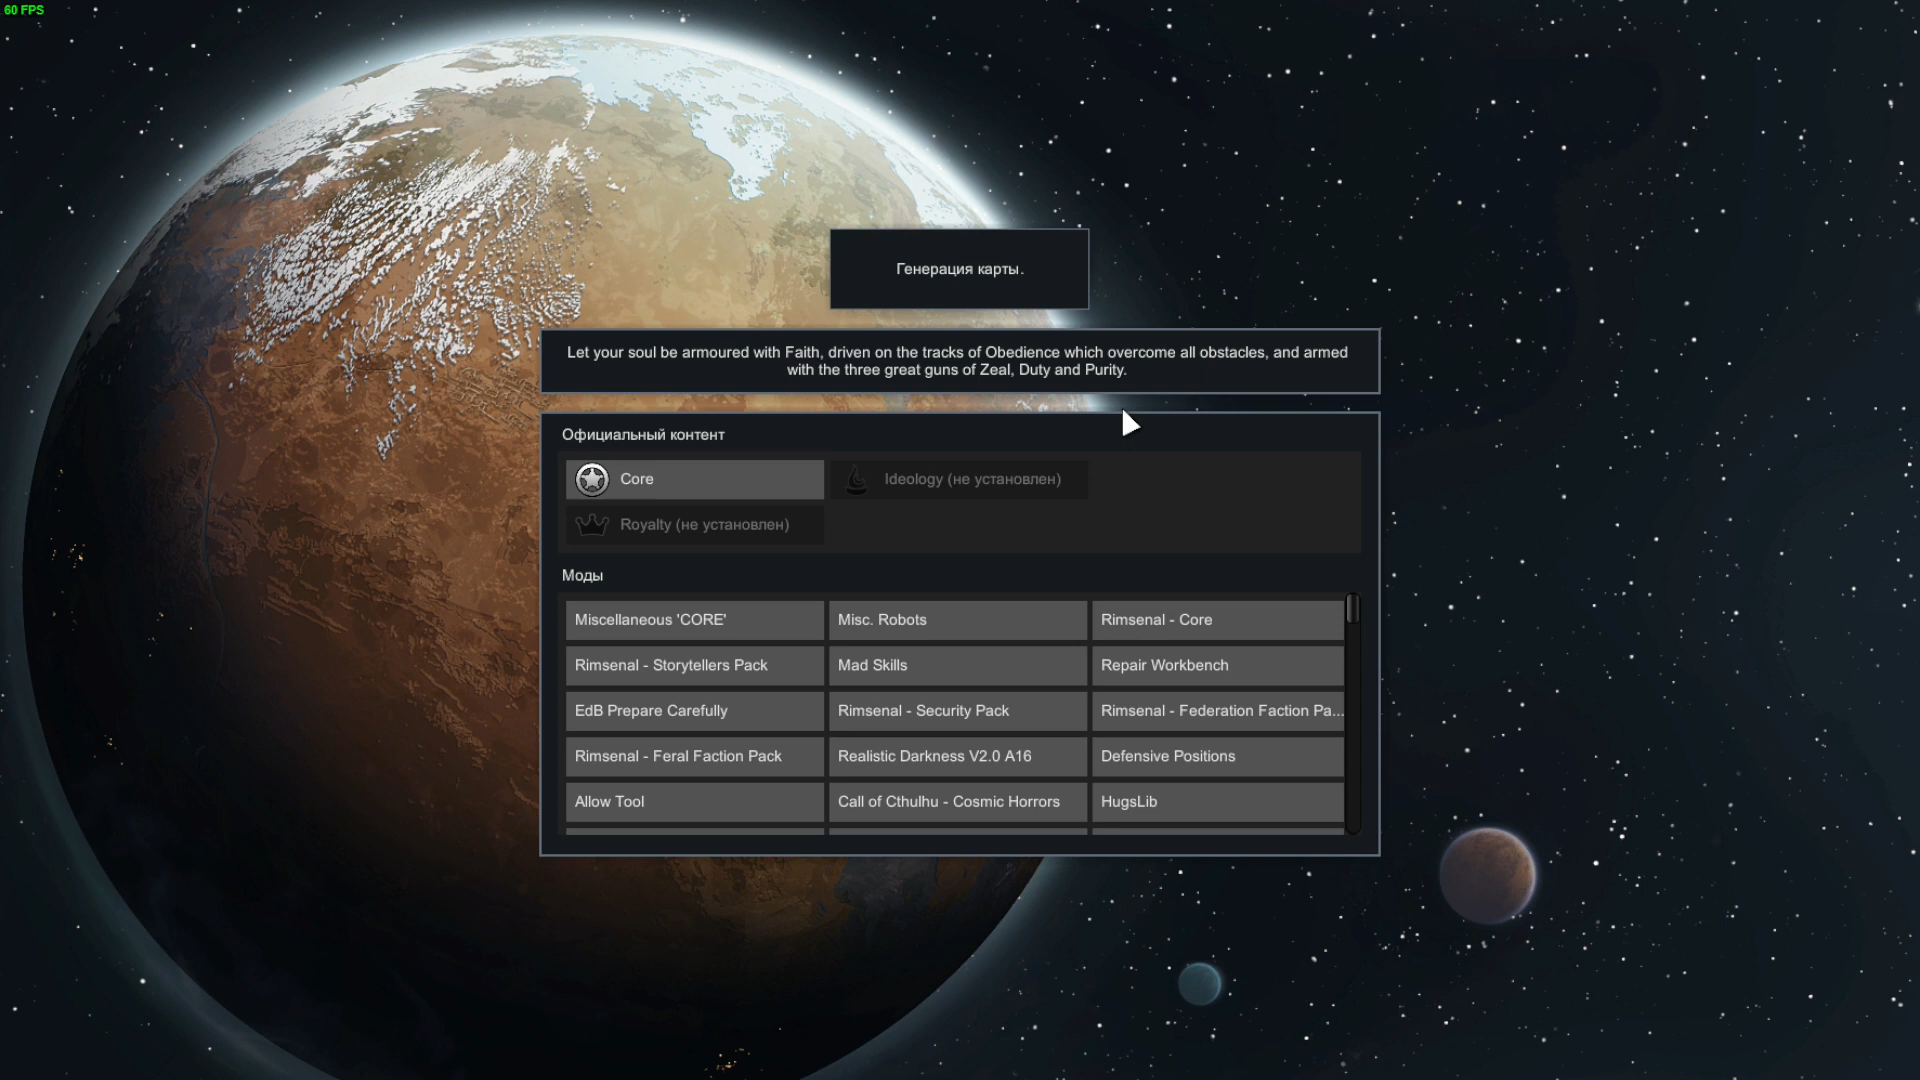 60 FPS
Генерация карты.
Let your soul be armoured with Faith, driven on the tracks of Obedience which overcome all obstacles, and armed
with the three great guns of Zeal, Duty and Purity.
Официальный контент
Core
Ideology (не установлен)
Royalty (не установлен)
Моды
Miscellaneous 'CORE'
Misc. Robots
Rimsenal - Core
Rimsenal - Storytellers Pack
Mad Skills
Repair Workbench
EdB Prepare Carefully
Rimsenal - Security Pack
Rimsenal - Federation Faction Pa...
Rimsenal - Feral Faction Pack
Realistic Darkness V2.0 A16
Defensive Positions
Allow Tool
Call of Cthulhu - Cosmic Horrors
HugsLib